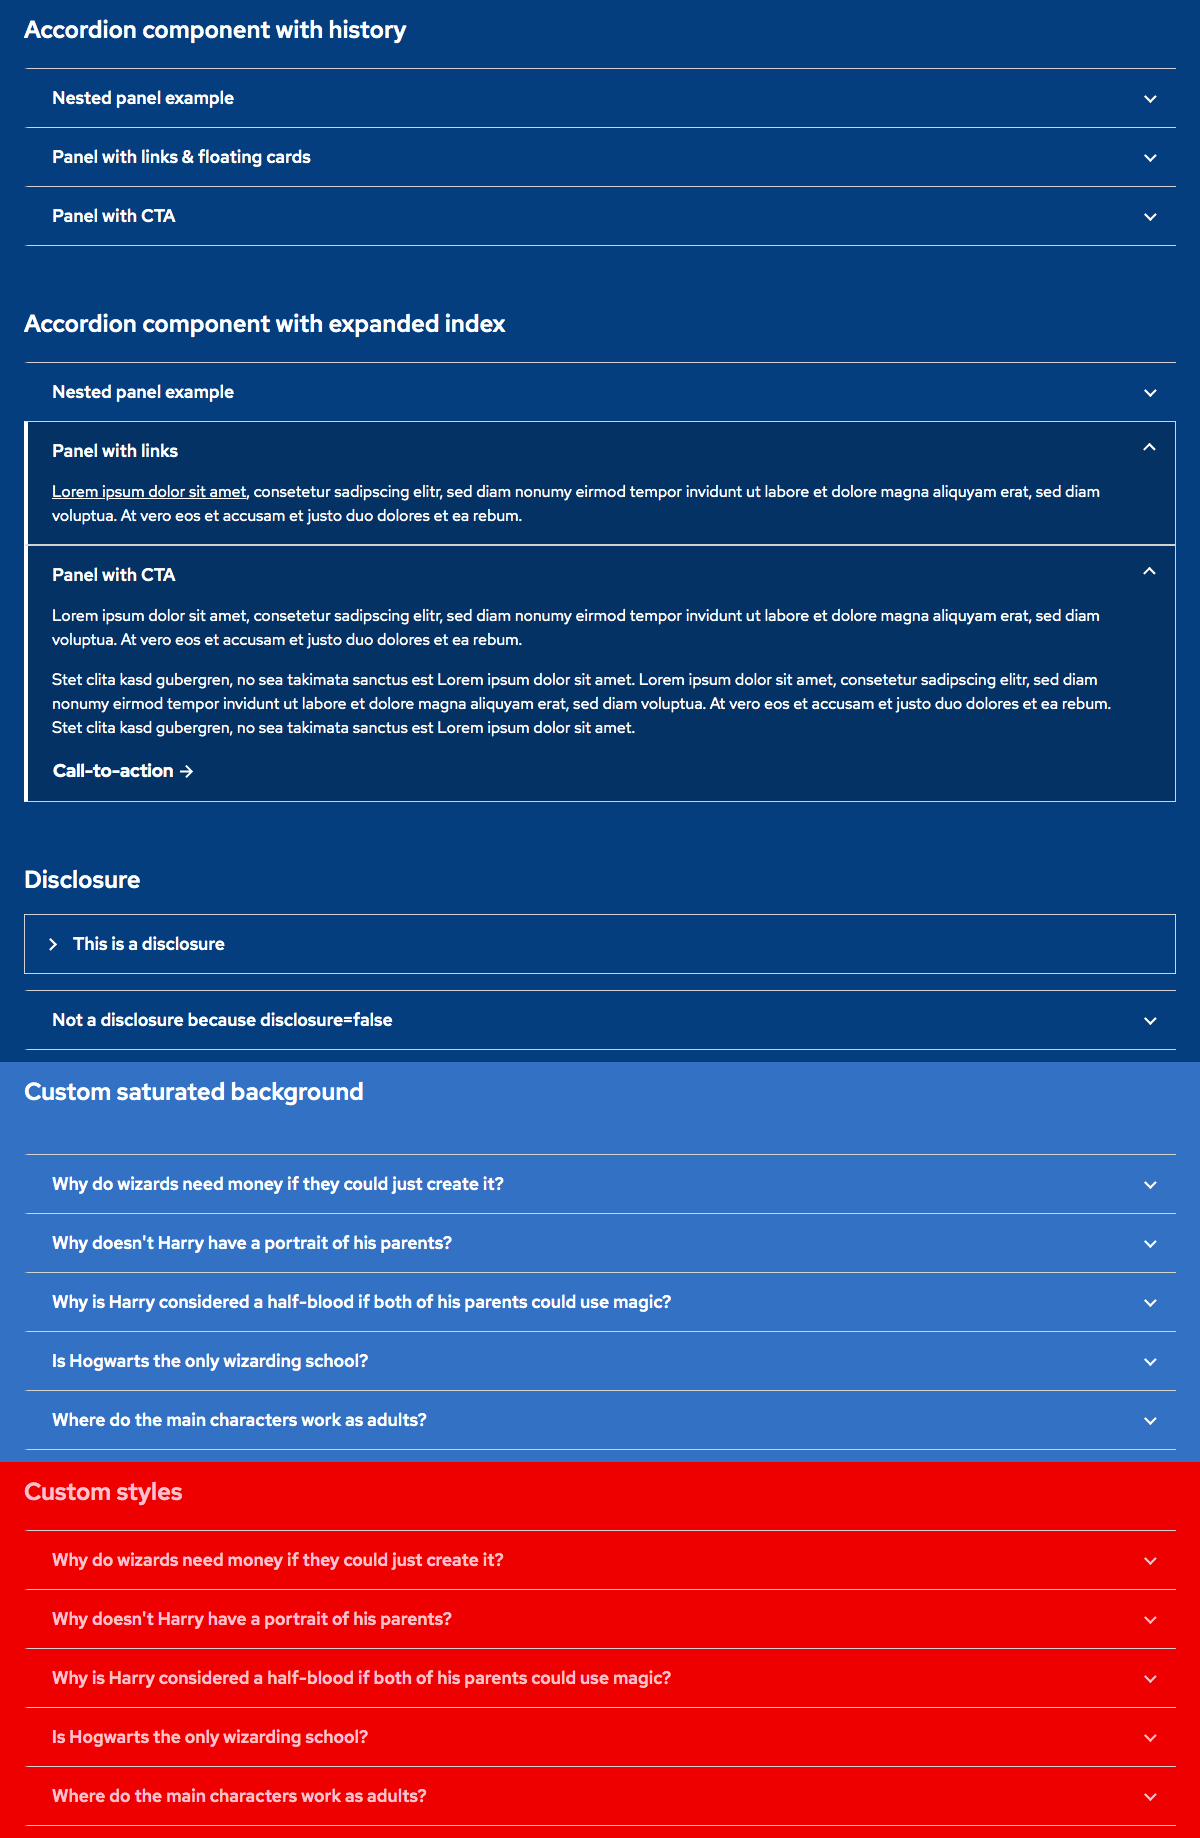 Accordion component with history
Nested panel example
Panel with links & floating cards
Panel with CTA
Accordion component with expanded index
Nested panel example
Panel with links
Lorem ipsum dolor sit amet, consetetur sadipscing elitr, sed diam nonumy eirmod tempor invidunt ut labore et dolore magna aliquyam erat, sed diam
voluptua. At vero eos et accusam et justo duo dolores et ea rebum.
Panel with CTA
Lorem ipsum dolor sit amet, consetetur sadipscing elitr, sed diam nonumy eirmod tempor invidunt ut labore et dolore magna aliquyam erat, sed diam
voluptua. At vero eos et accusam et justo duo dolores et ea rebum.
Stet clita kasd gubergren, no sea takimata sanctus est Lorem ipsum dolor sit amet. Lorem ipsum dolor sit amet, consetetur sadipscing elitr, sed diam
nonumy eirmod tempor invidunt ut labore et dolore magna aliquyam erat, sed diam voluptua. At vero eos et accusam et justo duo dolores et ea rebum.
Stet clita kasd gubergren, no sea takimata sanctus est Lorem ipsum dolor sit amet.
Call-to-action →
Disclosure
This is a disclosure
Not a disclosure because disclosure=false
Custom saturated background
Why do wizards need money if they could just create it?
Why doesn't Harry have a portrait of his parents?
Why is Harry considered a half-blood if both of his parents could use magic?
Is Hogwarts the only wizarding school?
Where do the main characters work as adults?
Custom styles
Why do wizards need money if they could just create it?
Why doesn't Harry have a portrait of his parents?
Why is Harry considered a half-blood if both of his parents could use magic?
Is Hogwarts the only wizarding school?
Where do the main characters work as adults?